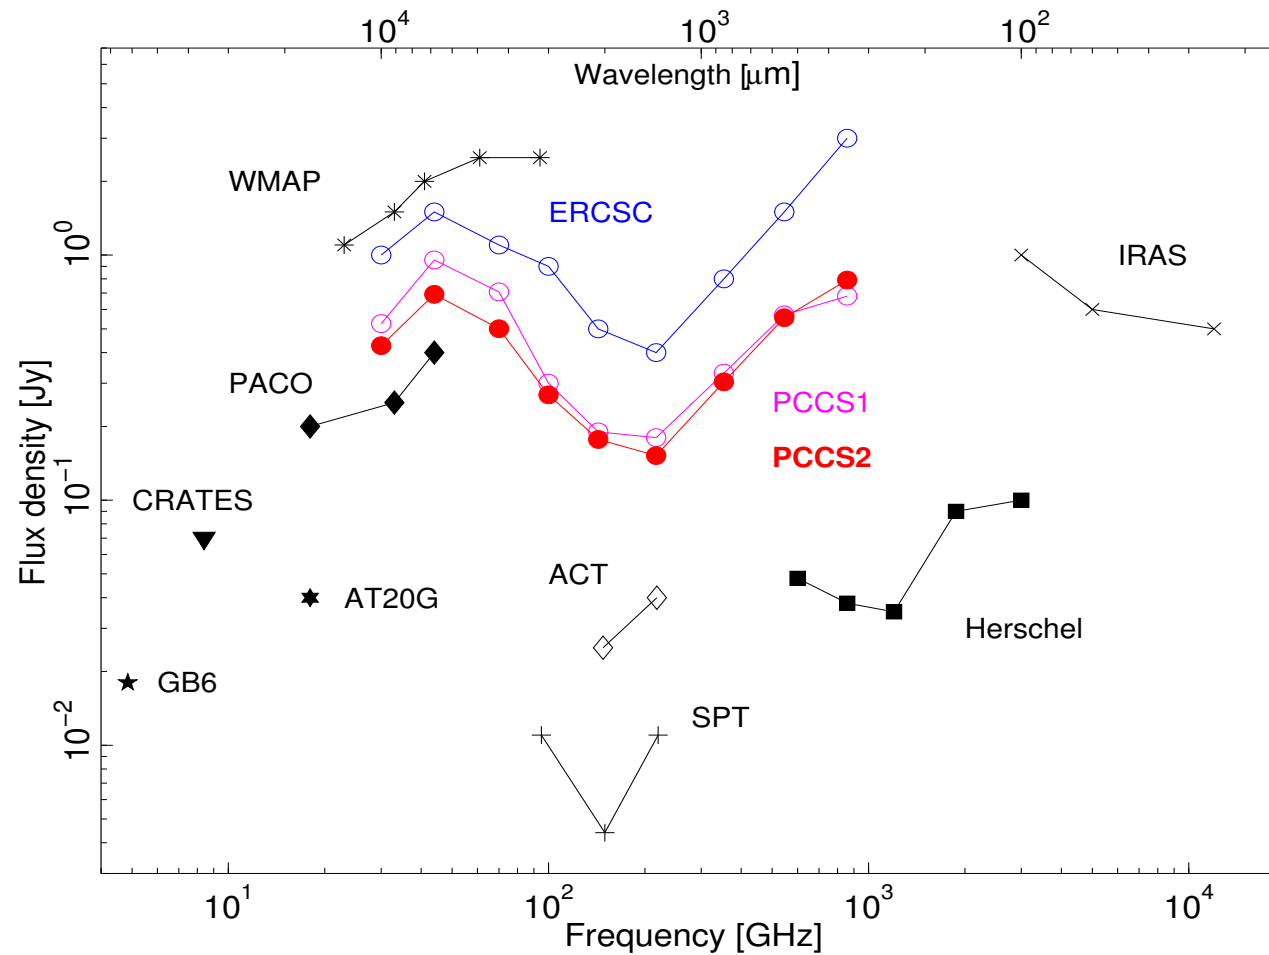 10^4 10^3 10^2
Wavelength [μm]
WMAP
ERCSC
10^0
IRAS
PACO
PCCS1
PCCS2
Flux density [Jy]
10^-1
CRATES
ACT
AT20G
Herschel
GB6
SPT
10^-2
10^1 10^2 10^3 10^4
Frequency [GHz]